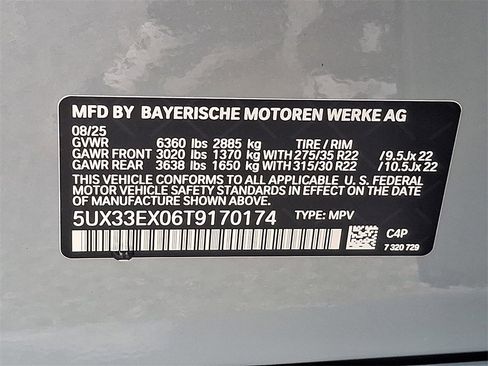 MFD BY BAYERISCHE MOTOREN WERKE AG
08/25
GVWR 6360 lbs 2885 kg TIRE / RIM
GAWR FRONT 3020 lbs 1370 kg WITH 275/35 R22 / 9.5Jx22
GAWR REAR 3638 lbs 1650 kg WITH 315/30 R22 / 10.5Jx22
THIS VEHICLE CONFORMS TO ALL APPLICABLE U.S. FEDERAL
MOTOR VEHICLE SAFETY STANDARDS IN EFFECT ON THE DATE
OF MANUFACTURE SHOWN ABOVE.
5UX33EX06T9170174 TYPE: MPV
C4P
7 320 729